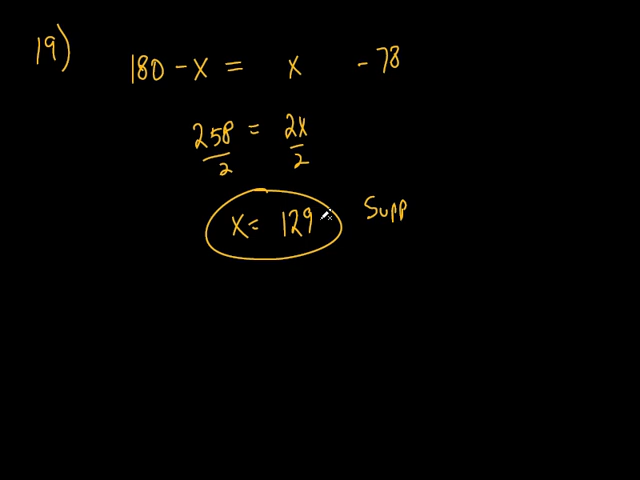 19)
180 - x = x - 78
258/2 = 2x/2
x = 129 Supp